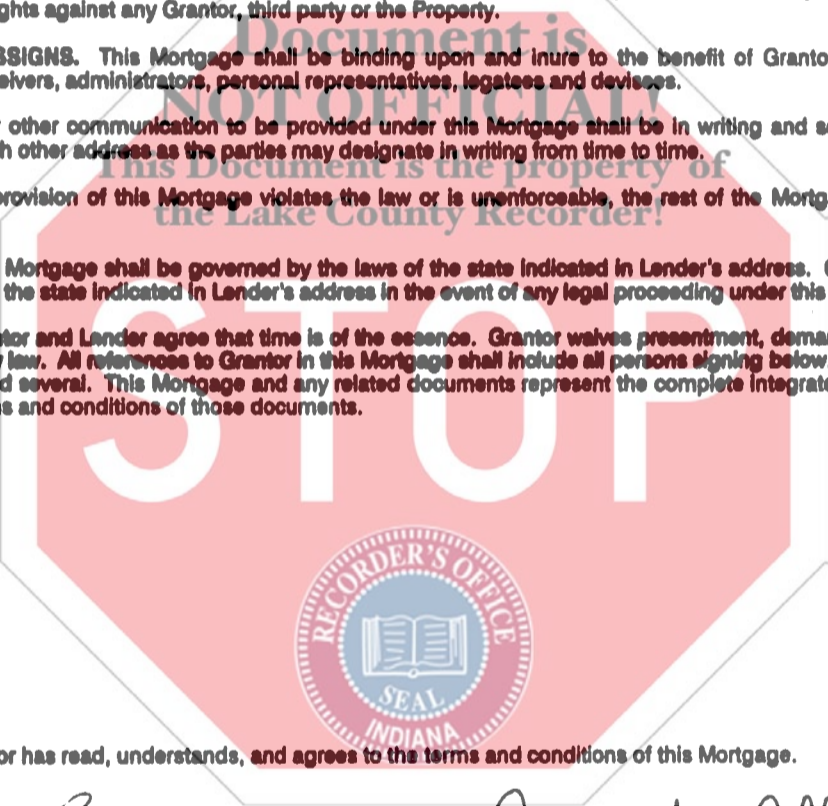 ghts against any Grantor, third party or the Property.
Document is
SSIGNS. This Mortgage shall be binding upon and inure to the benefit of Granto
eivers, administrators, personal representatives, legatees and devisees.
NOT OFFICIAL!
other communication to be provided under this Mortgage shall be in writing and s
h other address as the parties may designate in writing from time to time.
This Document is the property of
provision of this Mortgage violates the law or is unenforceable, the rest of the Mortg
the Lake County Recorder!
Mortgage shall be governed by the laws of the state indicated in Lender's address.
the state indicated in Lender's address in the event of any legal proceeding under this
tor and Lender agree that time is of the essence. Grantor waives presentment, dema
law. All references to Grantor in this Mortgage shall include all persons signing below
d several. This Mortgage and any related documents represent the complete integrate
s and conditions of those documents.
STOP
RECORDER'S OFFICE
SEAL
INDIANA
or has read, understands, and agrees to the terms and conditions of this Mortgage.